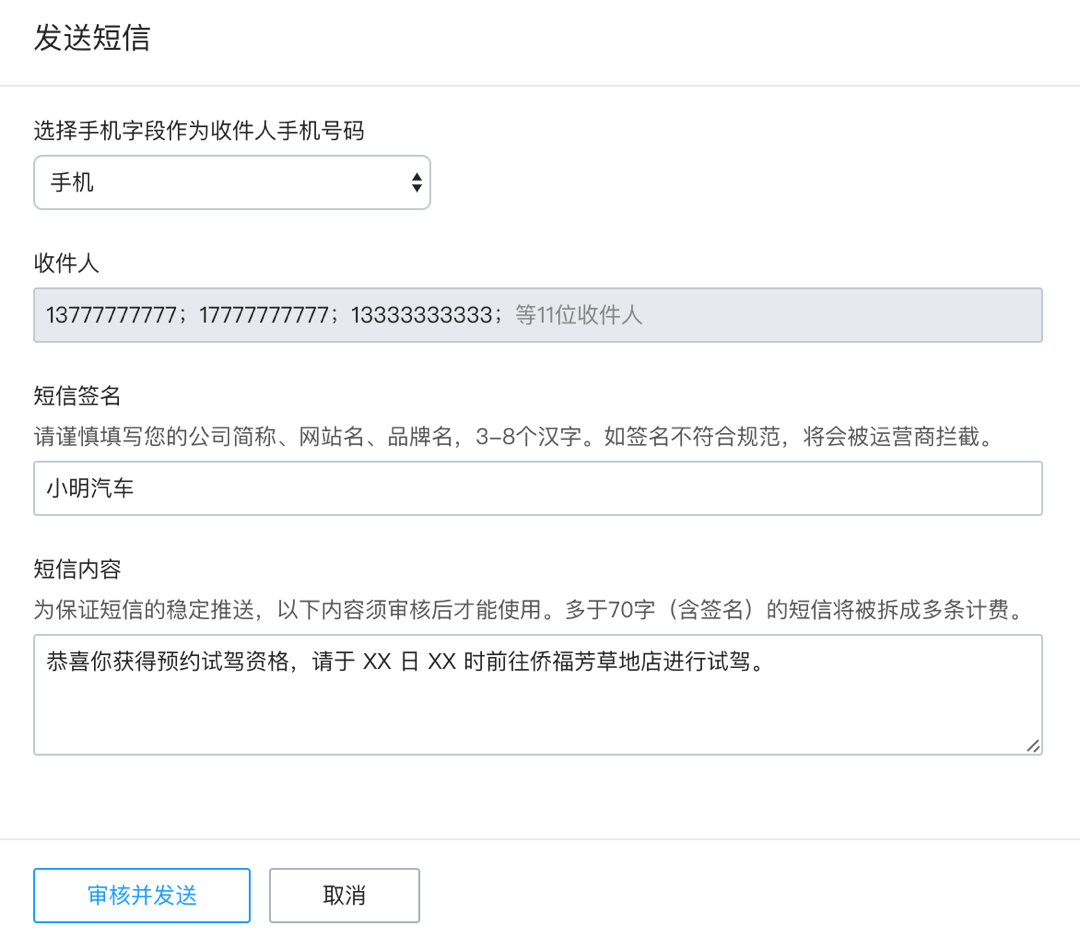 发送短信
选择手机字段作为收件人手机号码
手机
收件人
13777777777；17777777777；13333333333；等11位收件人
短信签名
请谨慎填写您的公司简称、网站名、品牌名，3-8个汉字。如签名不符合规范，将会被运营商拦截。
小明汽车
短信内容
为保证短信的稳定推送，以下内容须审核后才能使用。多于70字（含签名）的短信将被拆成多条计费。
恭喜你获得预约试驾资格，请于 XX 日 XX 时前往侨福芳草地店进行试驾。
审核并发送
取消